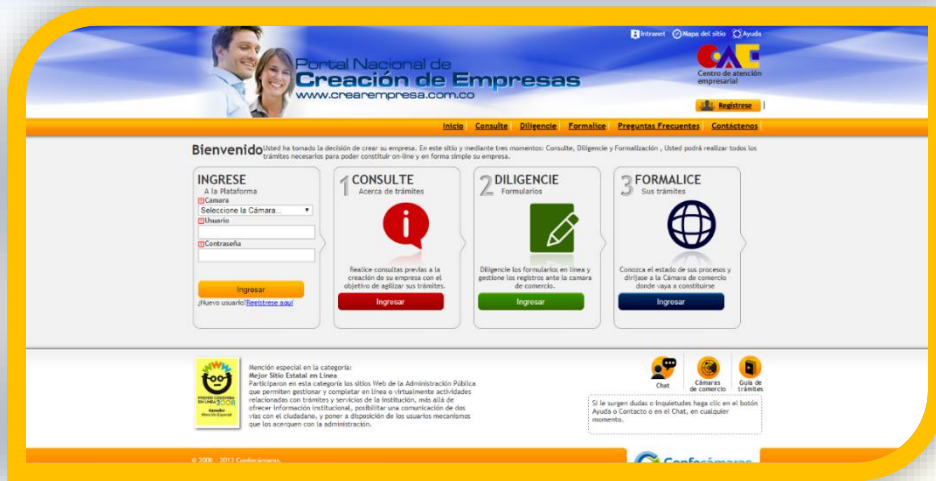 Intranet Mapa del sitio Ayuda
Portal Nacional de
Creación de Empresas
www.crearempresa.com.co
CAE
Centro de atención
empresarial
Regístrese
Inicio Consulte Diligencie Formalice Preguntas Frecuentes Contáctenos
Bienvenido
Usted ha tomado la decisión de crear su empresa. En este sitio y mediante tres momentos: Consulte, Diligencie y Formalización , Usted podrá realizar todos los
trámites necesarios para poder constituir on-line y en forma simple su empresa.
INGRESE
A la Plataforma
Camara
Seleccione la Cámara...
Usuario
Contraseña
Ingresar
¿Nuevo usuario?Regístrese aquí
1 CONSULTE
Acerca de trámites
Realice consultas previas a la
creación de su empresa con el
objetivo de agilizar sus trámites.
Ingresar
2 DILIGENCIE
Formularios
Diligencie los formularios en línea y
gestione los registros ante la camara
de comercio.
Ingresar
3 FORMALICE
Sus trámites
Conozca el estado de sus procesos y
diríjase a la Cámara de comercio
donde vaya a constituirse
Ingresar
Mención especial en la categoría:
Mejor Sitio Estatal en Línea
Participaron en esta categoría los sitios Web de la Administración Pública
que permiten gestionar y completar en línea o virtualmente actividades
relacionadas con trámites y servicios de la institución, más allá de
ofrecer información institucional, posibilitar una comunicación de dos
vías con el ciudadano, y poner a disposición de los usuarios mecanismos
que los acerquen con la administración.
Chat
Cámaras
de comercio
Guía de
trámites
Si le surgen dudas o inquietudes haga clic en el botón
Ayuda o Contacto o en el Chat, en cualquier
momento.
Confecámaras